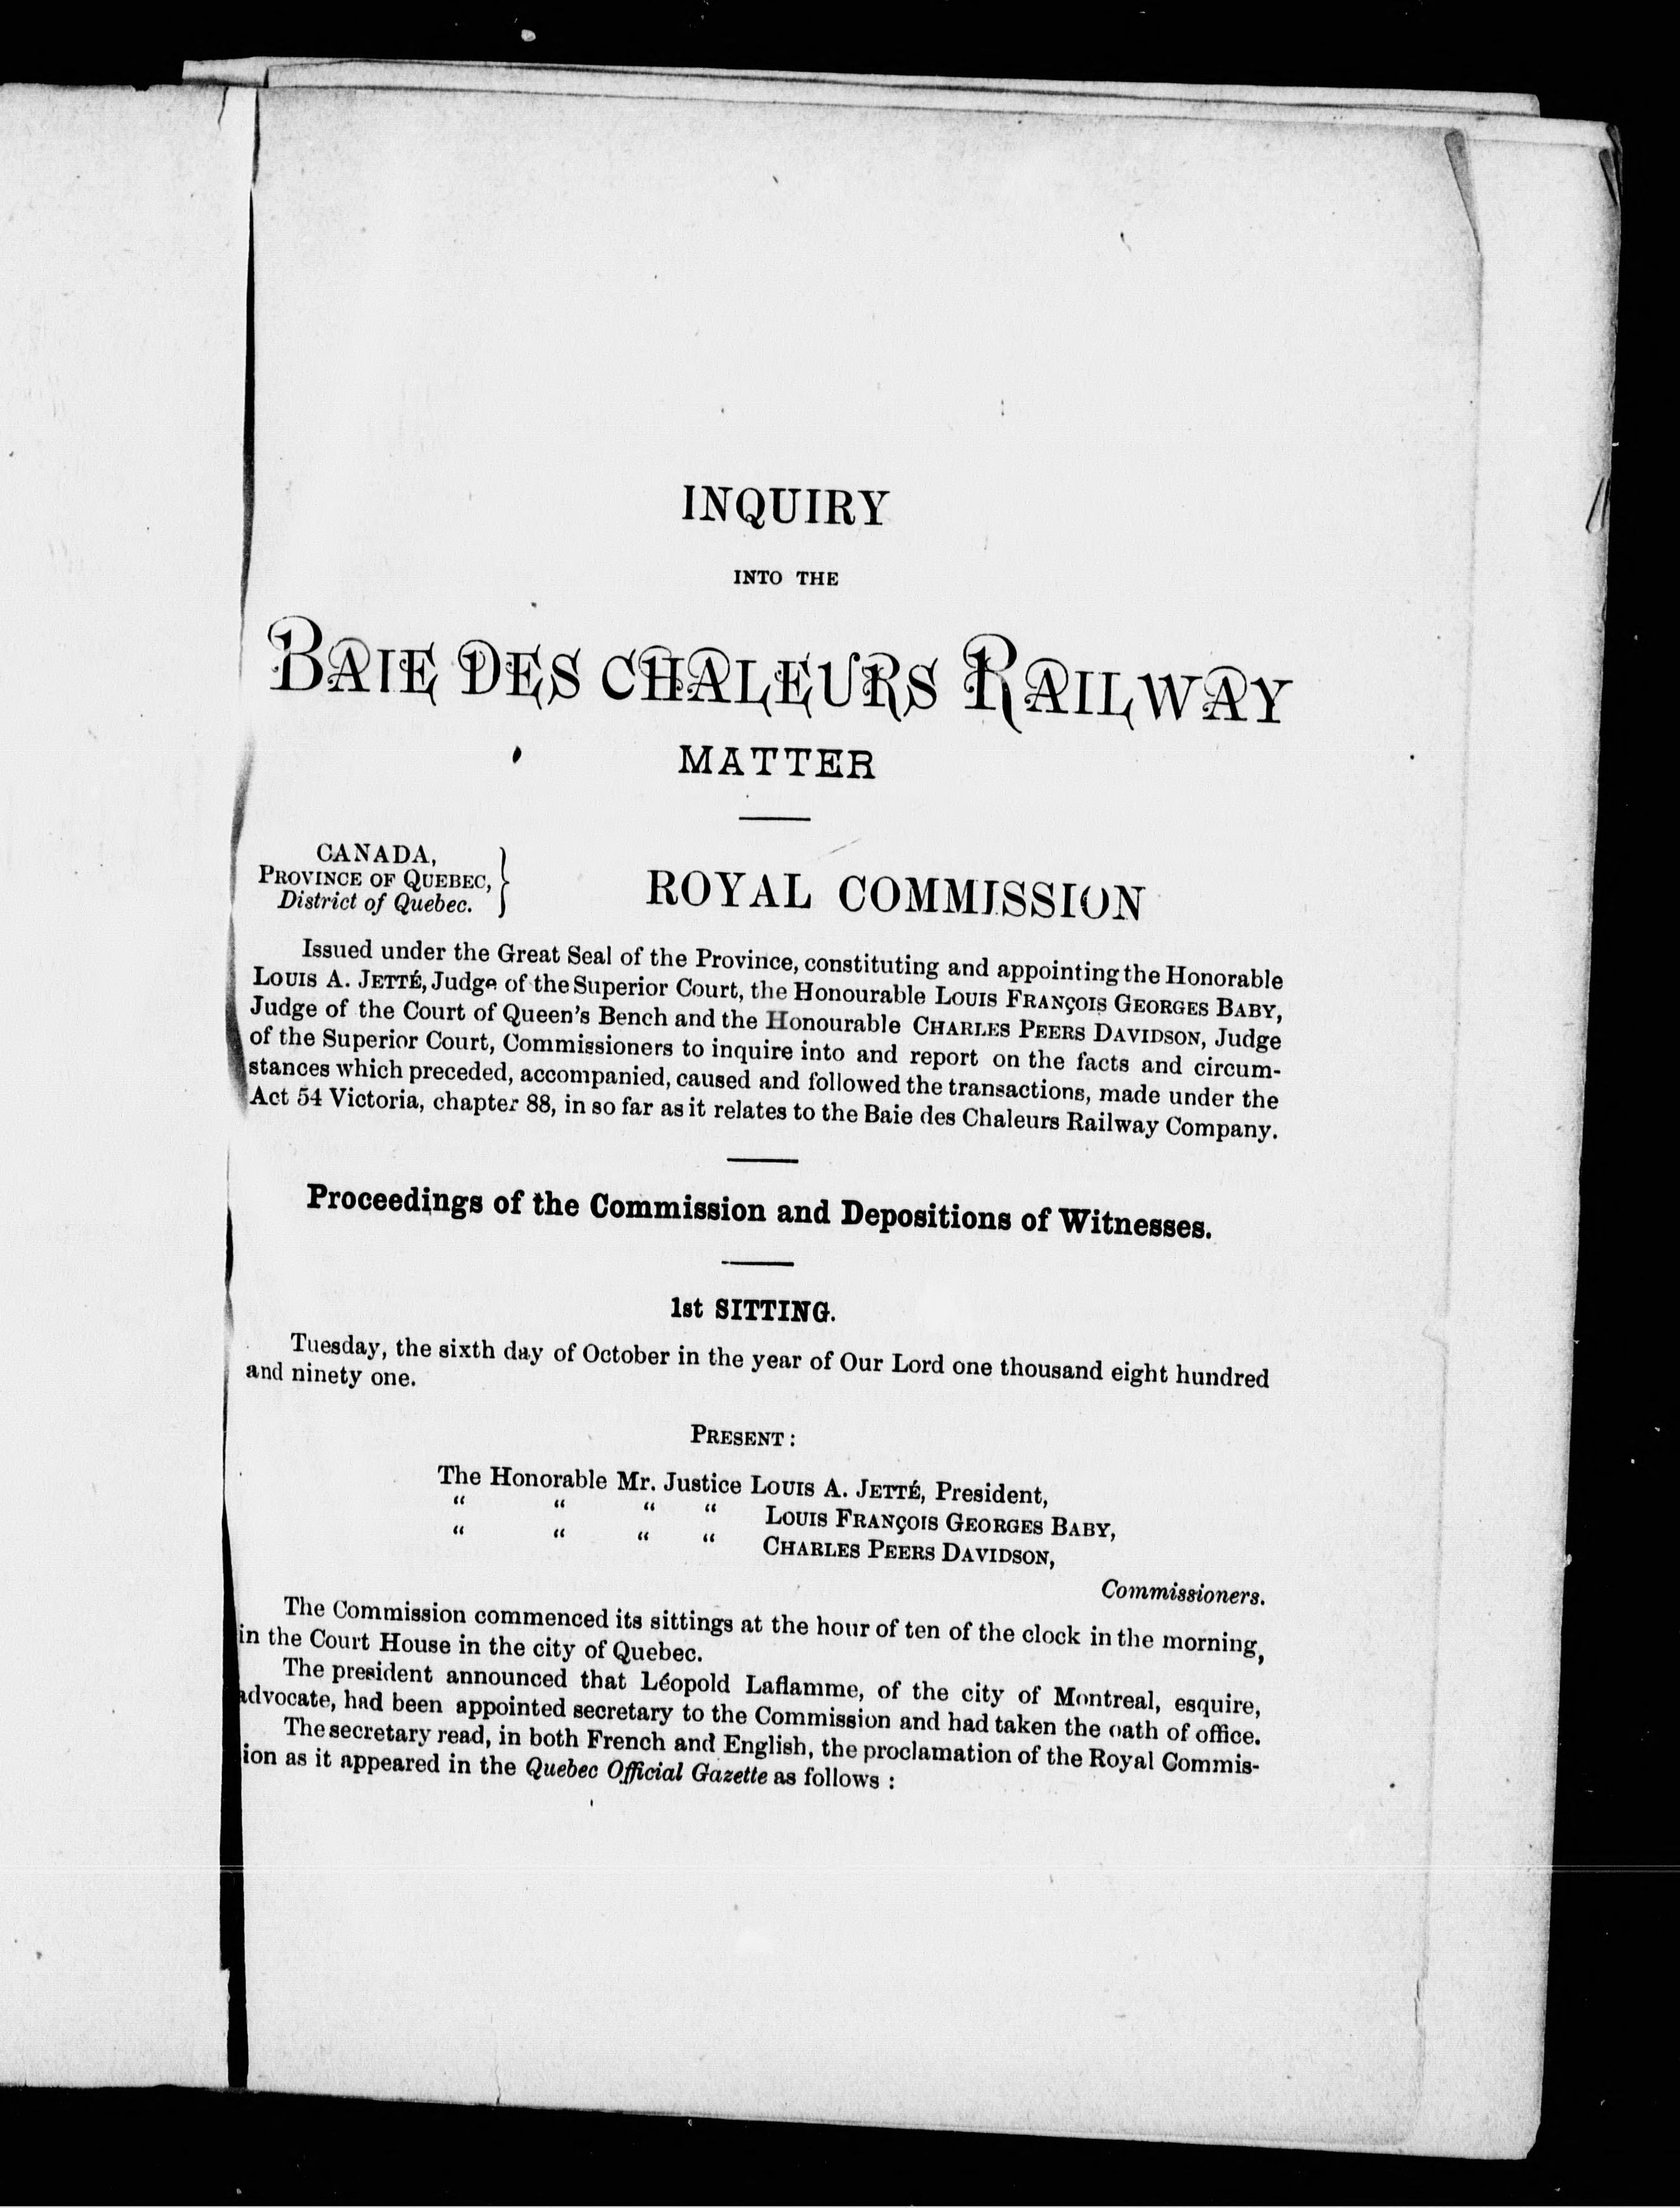 INQUIRY
INTO THE
BAIE DES CHALEURS RAILWAY
MATTER
CANADA,
PROVINCE OF QUEBEC,
District of Quebec.
ROYAL COMMISSION
Issued under the Great Seal of the Province, constituting and appointing the Honorable
LOUIS A. JETTÉ, Judge of the Superior Court, the Honourable LOUIS FRANÇOIS GEORGES BABY,
Judge of the Court of Queen's Bench and the Honourable CHARLES PEERS DAVIDSON, Judge
of the Superior Court, Commissioners to inquire into and report on the facts and circum-
stances which preceded, accompanied, caused and followed the transactions, made under the
Act 54 Victoria, chapter 88, in so far as it relates to the Baie des Chaleurs Railway Company.
Proceedings of the Commission and Depositions of Witnesses.
1st SITTING.
Tuesday, the sixth day of October in the year of Our Lord one thousand eight hundred
and ninety one.
PRESENT :
The Honorable Mr. Justice LOUIS A. JETTÉ, President,
" " " " LOUIS FRANÇOIS GEORGES BABY,
" " " " CHARLES PEERS DAVIDSON,
Commissioners.
The Commission commenced its sittings at the hour of ten of the clock in the morning,
in the Court House in the city of Quebec.
The president announced that Léopold Laflamme, of the city of Montreal, esquire,
advocate, had been appointed secretary to the Commission and had taken the oath of office.
The secretary read, in both French and English, the proclamation of the Royal Commis-
ion as it appeared in the Quebec Official Gazette as follows :